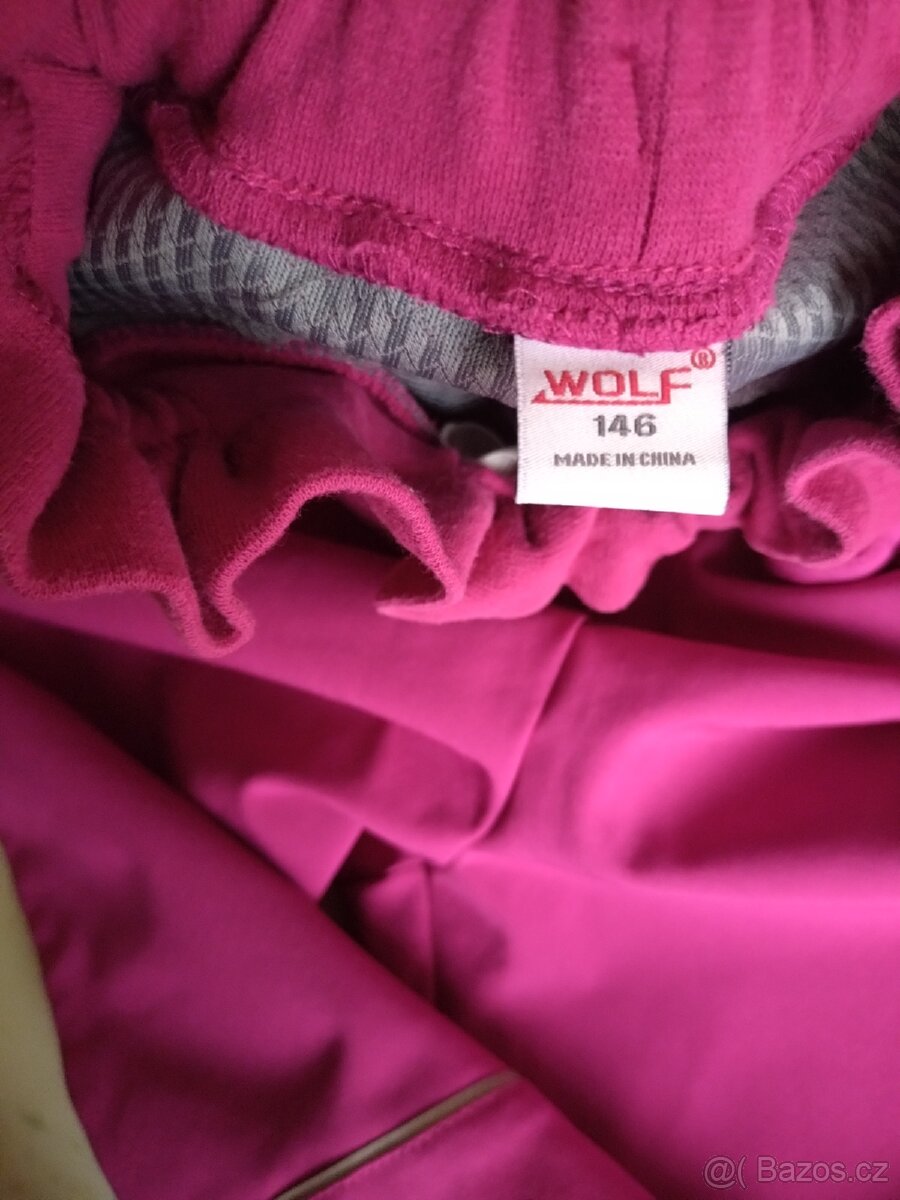 WOLF®
146
MADE IN CHINA
@( Bazos.cz